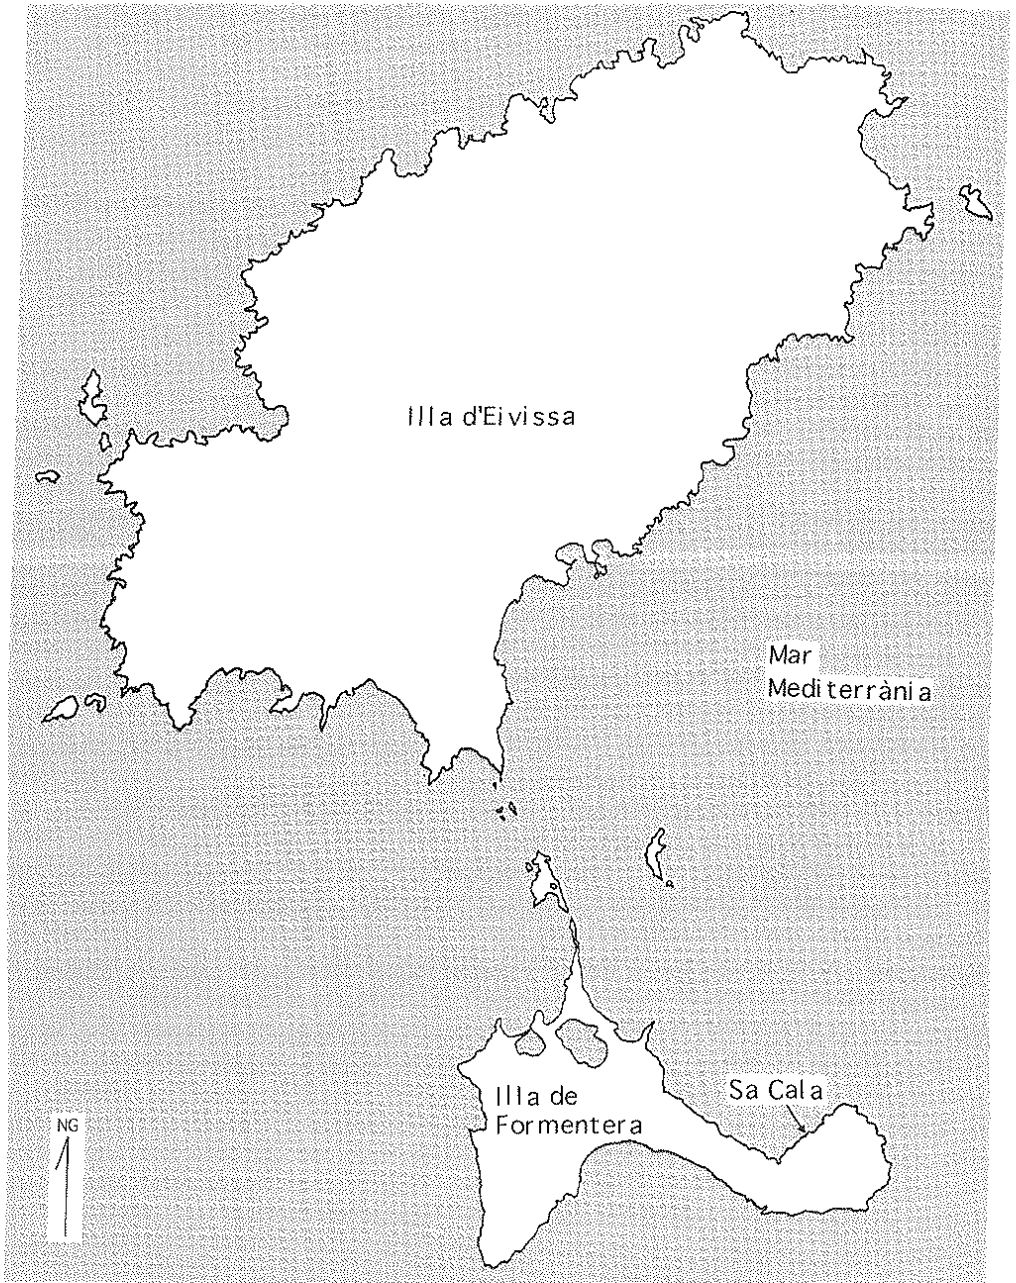 Illa d'Eivissa
Mar
Mediterrània
Sa Cala
Illa de
Formentera
NG